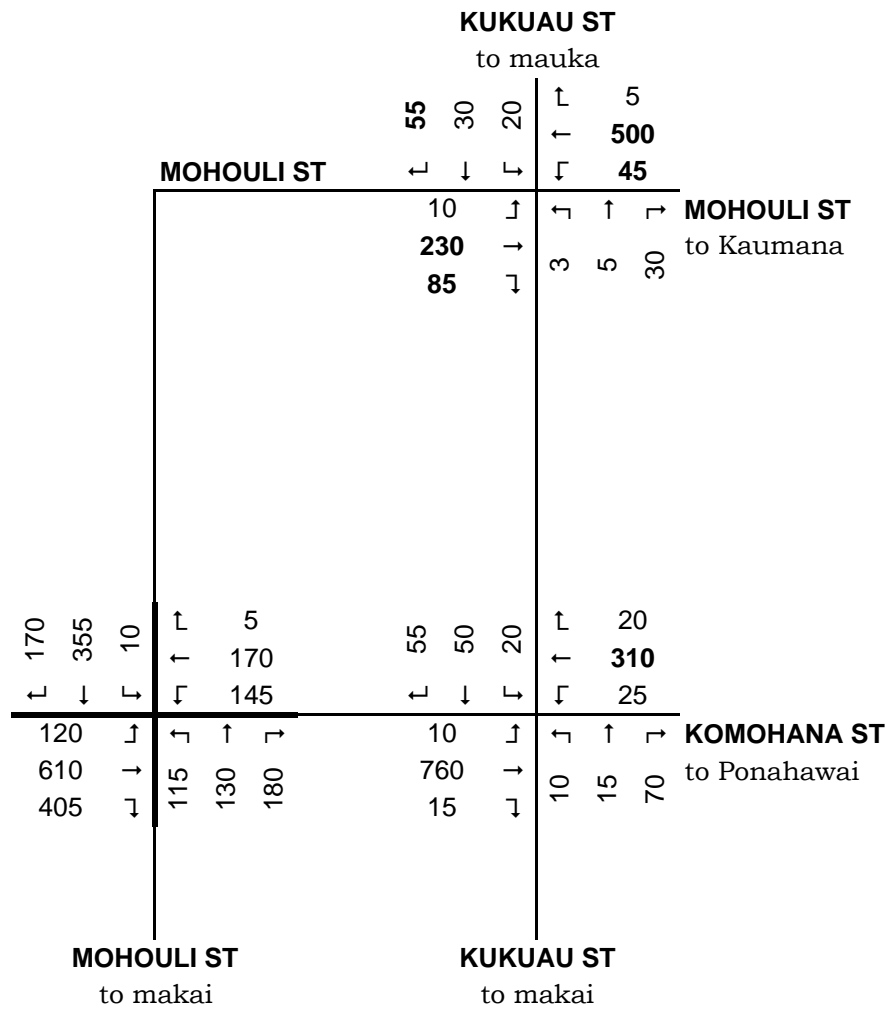 KUKUAU ST
to mauka
55 30 20
5
500
MOHOULI ST
45
10
MOHOULI ST
230
to Kaumana
3 5 30
85
170 355 10
5
55 50 20
20
170
310
145
25
120
10
KOMOHANA ST
610
115 130 180
760
10 15 70
to Ponahawai
405
15
MOHOULI ST
KUKUAU ST
to makai
to makai